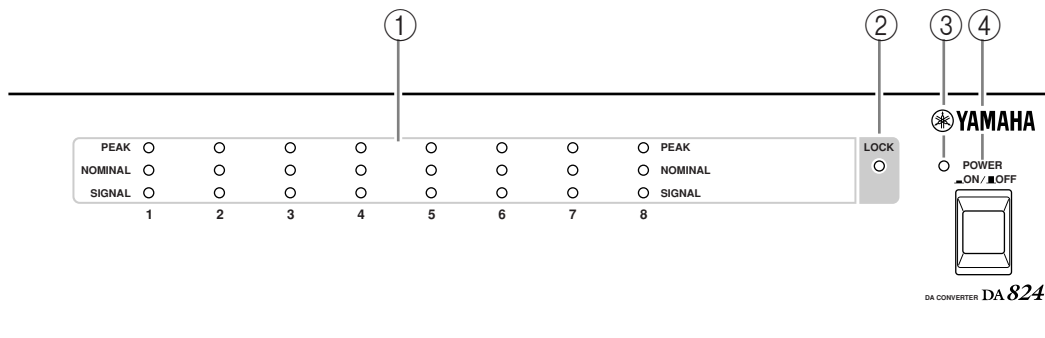 ① ② ③ ④
YAMAHA
PEAK PEAK LOCK
NOMINAL NOMINAL POWER
SIGNAL SIGNAL ON / OFF
1 2 3 4 5 6 7 8
DA CONVERTER DA824